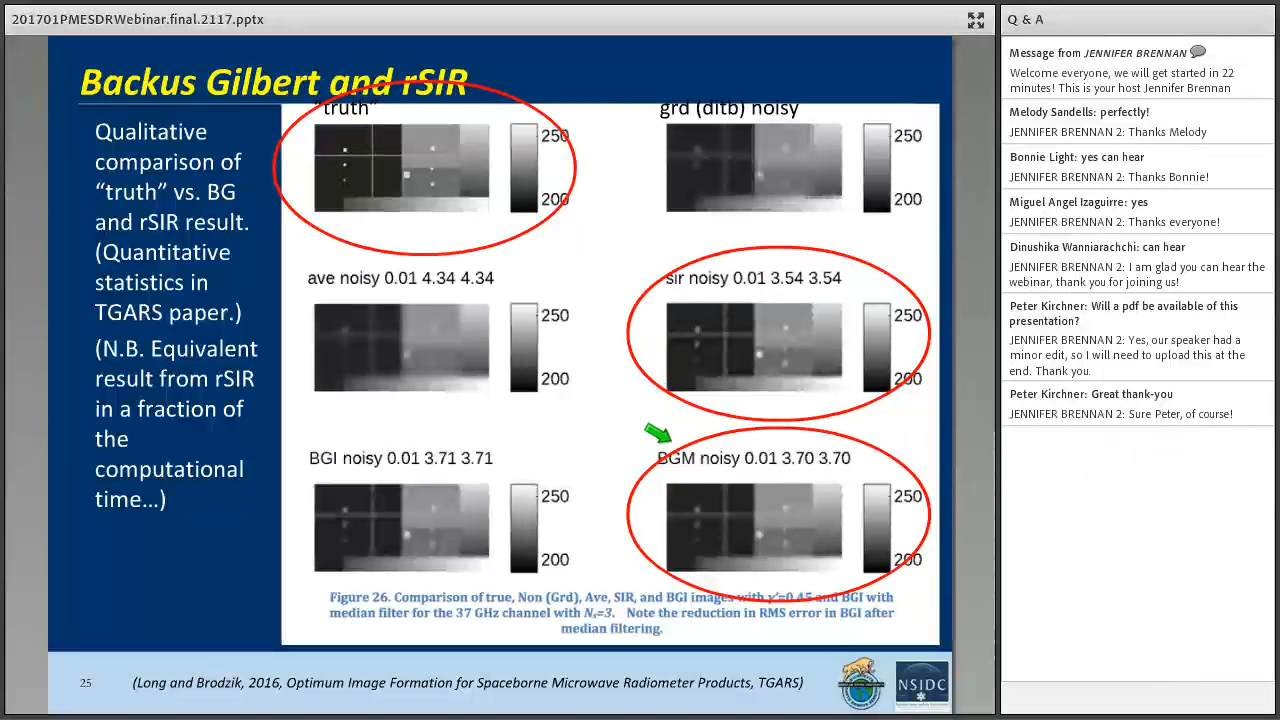 201701PMESDRWebinar.final.2117.pptx
Backus Gilbert and rSIR
Qualitative
comparison of
“truth” vs. BG
and rSIR result.
(Quantitative
statistics in
TGARS paper.)
(N.B. Equivalent
result from rSIR
in a fraction of
the
computational
time…)
“truth”
250
200
grd (ditb) noisy
250
200
ave noisy 0.01 4.34 4.34
250
200
sir noisy 0.01 3.54 3.54
250
200
BGI noisy 0.01 3.71 3.71
250
200
BGM noisy 0.01 3.70 3.70
250
200
Figure 26. Comparison of true, Non (Grd), Ave, SIR, and BGI images with γ'=0.45 and BGI with
median filter for the 37 GHz channel with Nₛ=3. Note the reduction in RMS error in BGI after
median filtering.
25
(Long and Brodzik, 2016, Optimum Image Formation for Spaceborne Microwave Radiometer Products, TGARS)
NSIDC
Q & A
Message from JENNIFER BRENNAN
Welcome everyone, we will get started in 22
minutes! This is your host Jennifer Brennan
Melody Sandells: perfectly!
JENNIFER BRENNAN 2: Thanks Melody
Bonnie Light: yes can hear
JENNIFER BRENNAN 2: Thanks Bonnie!
Miguel Angel Izaguirre: yes
JENNIFER BRENNAN 2: Thanks everyone!
Dinushika Wanniarachchi: can hear
JENNIFER BRENNAN 2: I am glad you can hear the
webinar, thank you for joining us!
Peter Kirchner: Will a pdf be available of this
presentation?
JENNIFER BRENNAN 2: Yes, our speaker had a
minor edit, so I will need to upload this at the
end. Thank you.
Peter Kirchner: Great thank-you
JENNIFER BRENNAN 2: Sure Peter, of course!